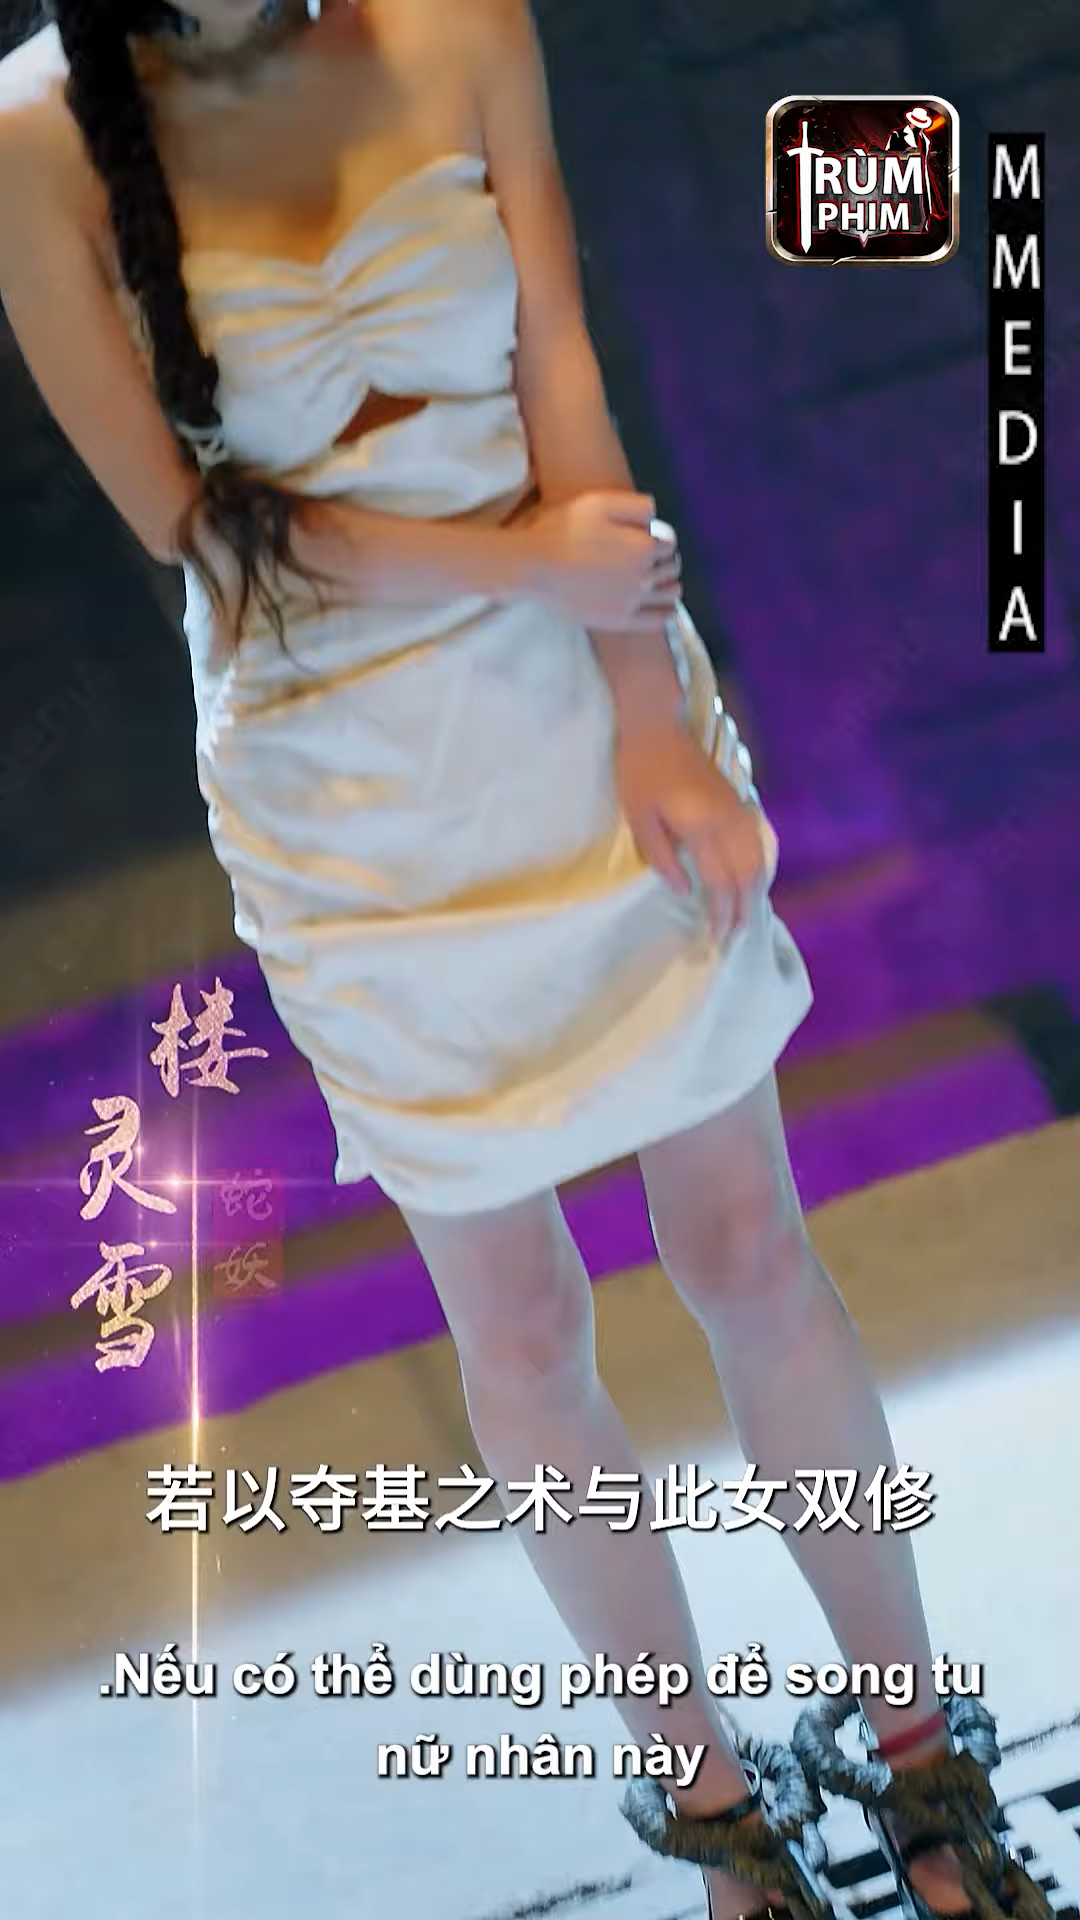 TRÙM
PHIM
MMEDIA
楼灵雪
蛇妖
若以夺基之术与此女双修
.Nếu có thể dùng phép để song tu
nữ nhân này